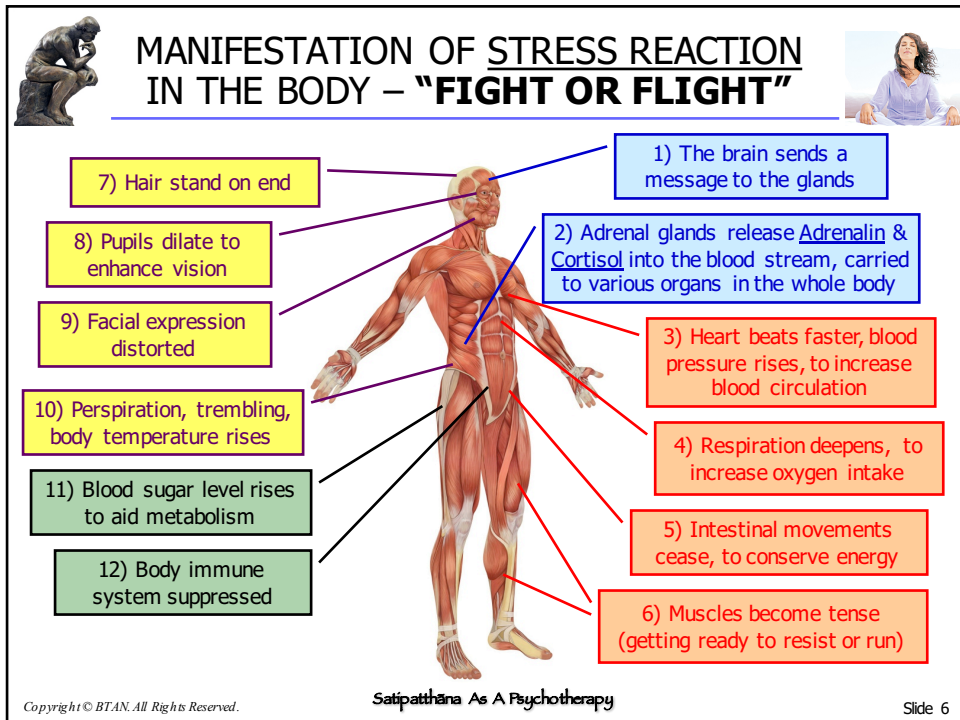 MANIFESTATION OF STRESS REACTION
IN THE BODY – “FIGHT OR FLIGHT”
1) The brain sends a
message to the glands
2) Adrenal glands release Adrenalin &
Cortisol into the blood stream, carried
to various organs in the whole body
3) Heart beats faster, blood
pressure rises, to increase
blood circulation
4) Respiration deepens, to
increase oxygen intake
5) Intestinal movements
cease, to conserve energy
6) Muscles become tense
(getting ready to resist or run)
7) Hair stand on end
8) Pupils dilate to
enhance vision
9) Facial expression
distorted
10) Perspiration, trembling,
body temperature rises
11) Blood sugar level rises
to aid metabolism
12) Body immune
system suppressed
Copyright © BTAN. All Rights Reserved.
Satipatthāna As A Psychotherapy
Slide 6